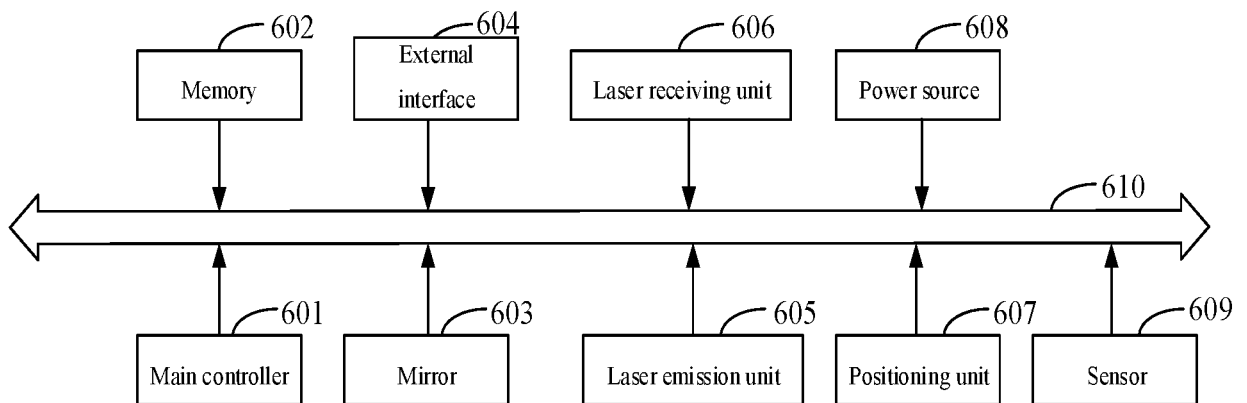 602
604
606
608
Memory
External
interface
Laser receiving unit
Power source
610
601
603
605
607
609
Main controller
Mirror
Laser emission unit
Positioning unit
Sensor